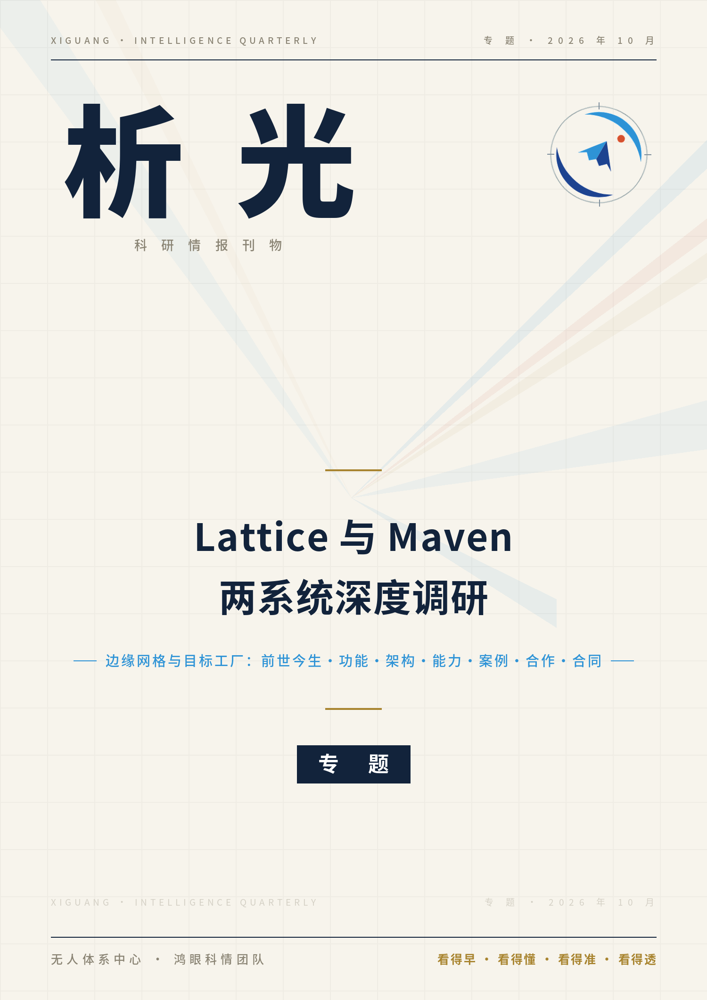 XIGUANG · INTELLIGENCE QUARTERLY
专 题 · 2026 年 10 月
析 光
科 研 情 报 刊 物
Lattice 与 Maven
两系统深度调研
边缘网格与目标工厂：前世今生·功能·架构·能力·案例·合作·合同
专 题
XIGUANG · INTELLIGENCE QUARTERLY
专 题 · 2026 年 10 月
无人体系中心 · 鸿眼科情团队
看得早 · 看得懂 · 看得准 · 看得透